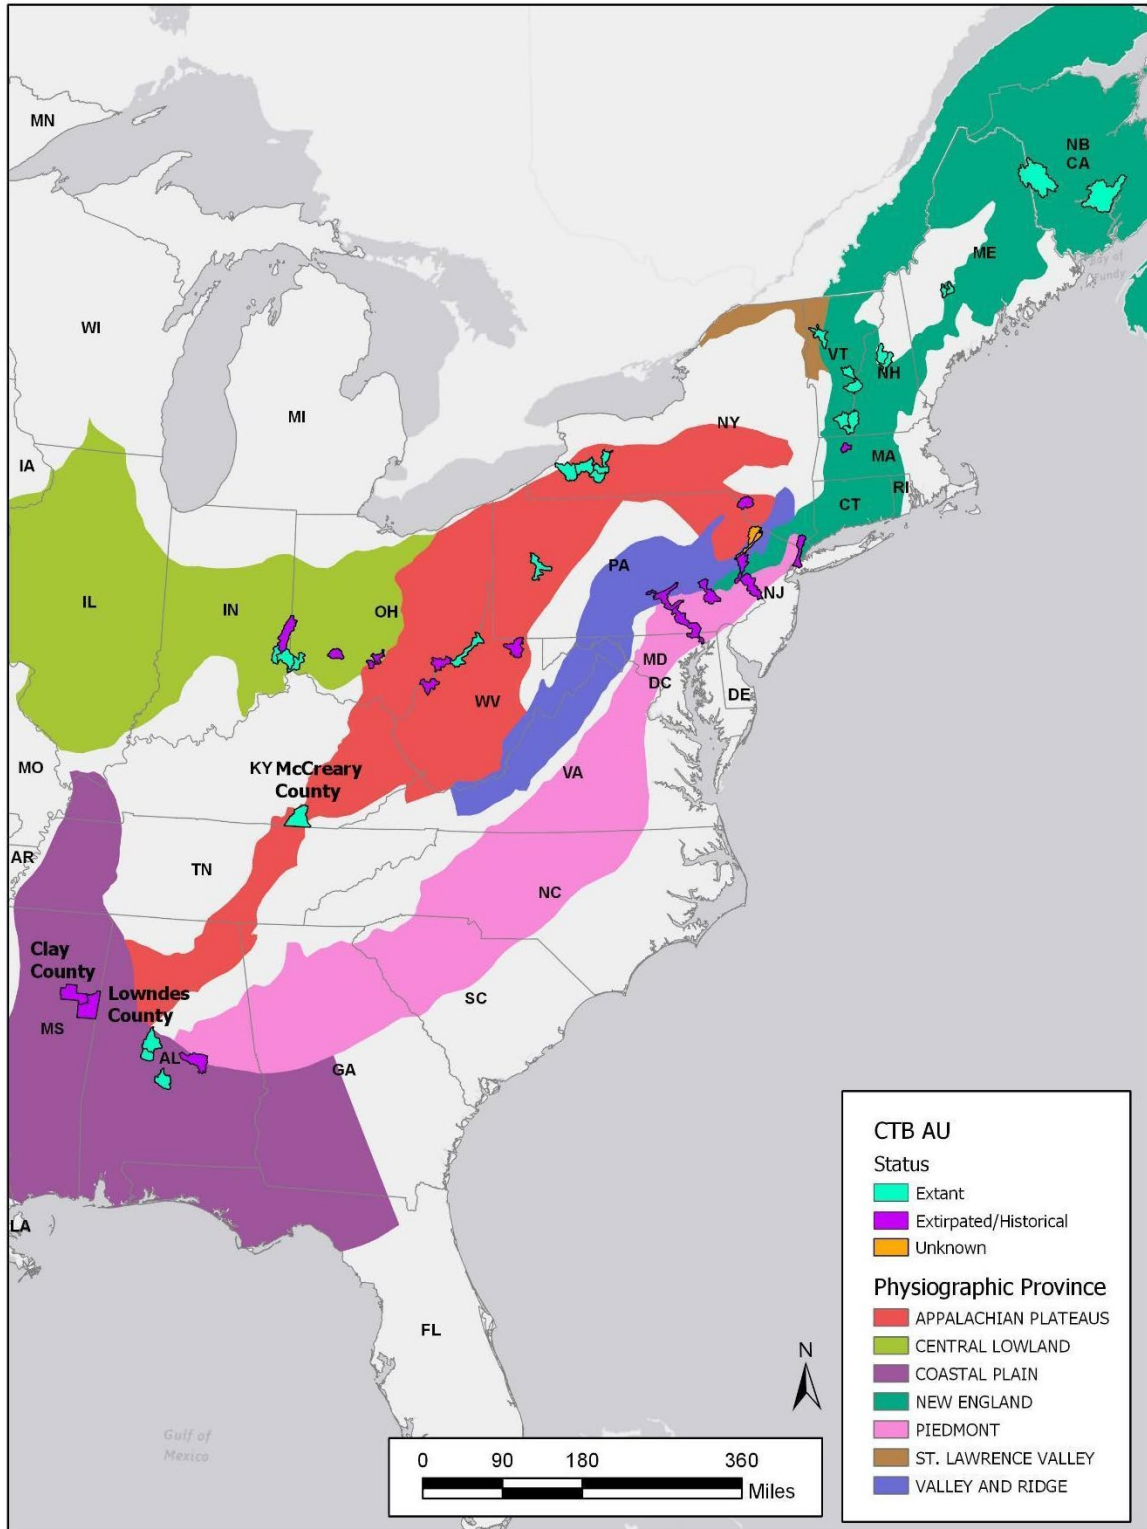 MN
NB
CA
ME
WI
VT
NH
MI
NY
MA
IA
RI
CT
PA
IL
IN
OH
NJ
MD
DC
DE
WV
MO
KY McCreary
County
VA
AR
TN
NC
Clay
County
Lowndes
County
SC
MS
AL
GA
LA
FL
Bay of
Fundy
Gulf of
Mexico
CTB AU
Status
Extant
Extirpated/Historical
Unknown
Physiographic Province
APPALACHIAN PLATEAUS
CENTRAL LOWLAND
COASTAL PLAIN
NEW ENGLAND
PIEDMONT
ST. LAWRENCE VALLEY
VALLEY AND RIDGE
N
0 90 180 360
Miles